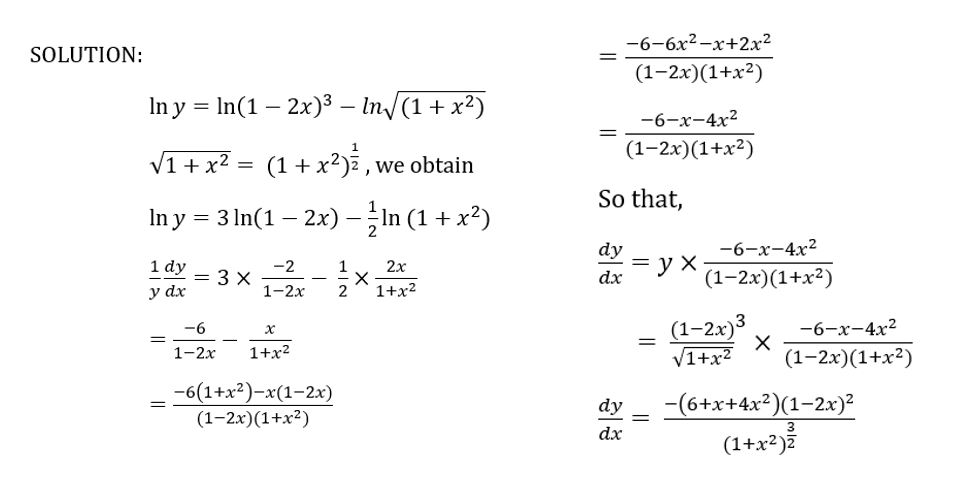 SOLUTION:
ln y = ln(1 − 2x)³ − ln√(1 + x²)
√1 + x² = (1 + x²)^(1/2) , we obtain
ln y = 3 ln(1 − 2x) − 1/2 ln (1 + x²)
1/y dy/dx = 3 × −2/(1−2x) − 1/2 × 2x/(1+x²)
= −6/(1−2x) − x/(1+x²)
= (−6(1+x²)−x(1−2x))/((1−2x)(1+x²))
= (−6−6x²−x+2x²)/((1−2x)(1+x²))
= (−6−x−4x²)/((1−2x)(1+x²))
So that,
dy/dx = y × (−6−x−4x²)/((1−2x)(1+x²))
= (1−2x)³/√(1+x²) × (−6−x−4x²)/((1−2x)(1+x²))
dy/dx = −(6+x+4x²)(1−2x)²/(1+x²)^(3/2)